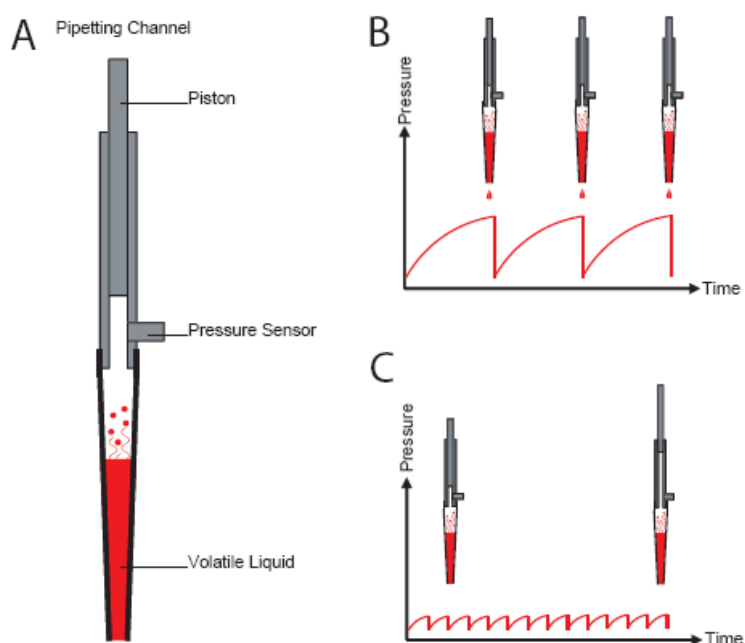 A
Pipetting Channel
Piston
Pressure Sensor
Volatile Liquid
B
Pressure
Time
C
Pressure
Time